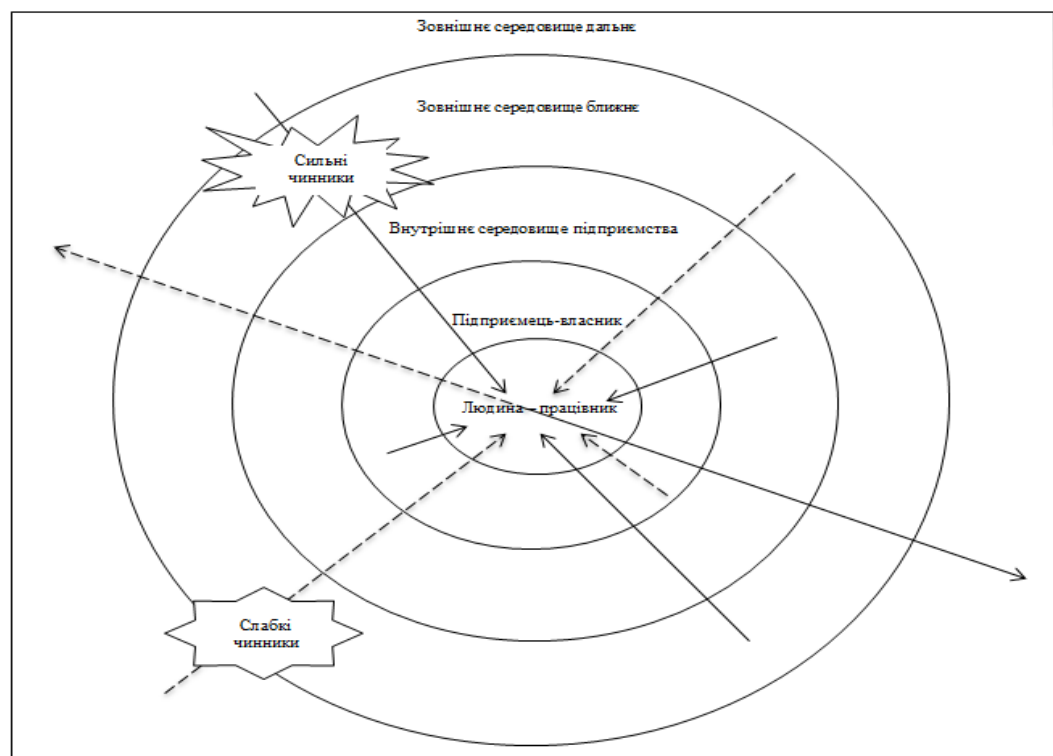 Зовнішнє середовище дальнє
Зовнішнє середовище ближнє
Сильні
чинники
Внутрішнє середовище підприємства
Підприємець-власник
Людина – працівник
Слабкі
чинники